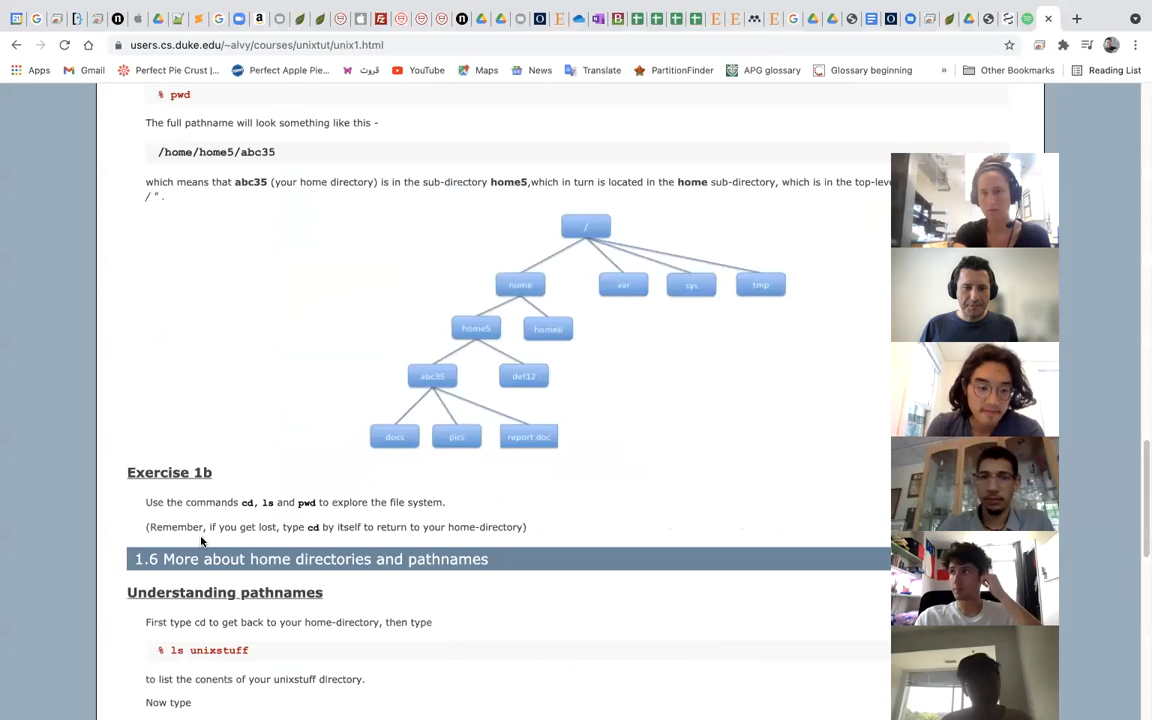 users.cs.duke.edu/~alvy/courses/unixtut/unix1.html
Apps Gmail Perfect Pie Crust |... Perfect Apple Pie... قروت YouTube Maps News Translate PartitionFinder APG glossary Glossary beginning » Other Bookmarks Reading List
% pwd
The full pathname will look something like this -
/home/home5/abc35
which means that abc35 (your home directory) is in the sub-directory home5,which in turn is located in the home sub-directory, which is in the top-leve
/ " .
/
home var sys tmp
home5 home6
abc35 def12
docs pics report.doc
Exercise 1b
Use the commands cd, ls and pwd to explore the file system.
(Remember, if you get lost, type cd by itself to return to your home-directory)
1.6 More about home directories and pathnames
Understanding pathnames
First type cd to get back to your home-directory, then type
% ls unixstuff
to list the conents of your unixstuff directory.
Now type